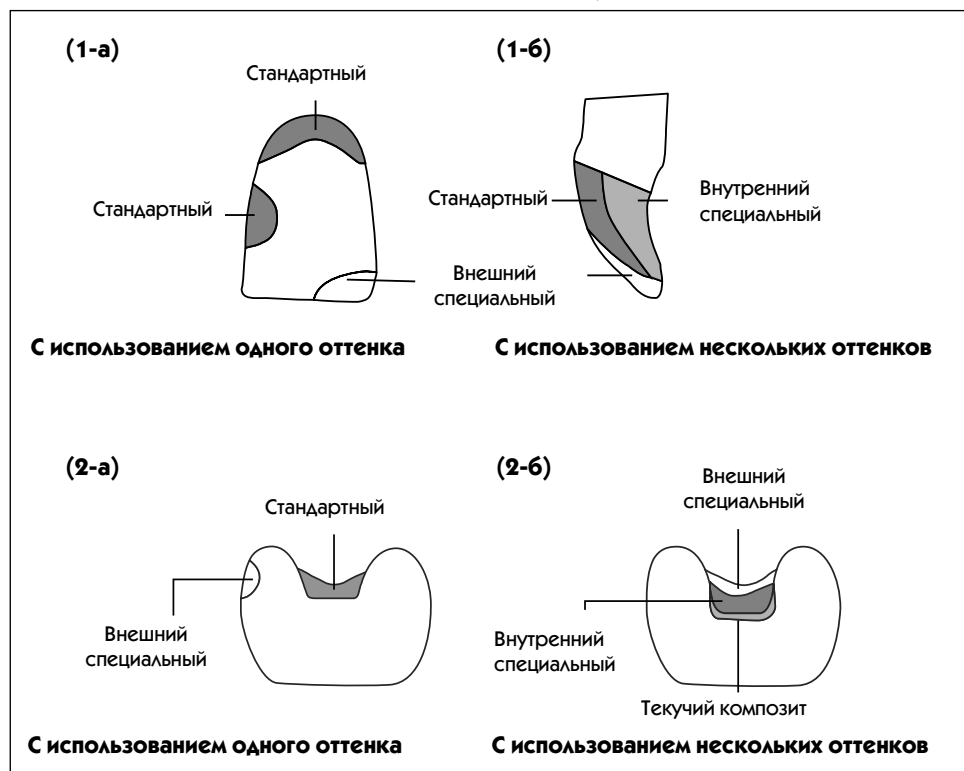 (1-а)
Стандартный
Стандартный
Внешний
специальный
С использованием одного оттенка
(1-б)
Стандартный
Внутренний
специальный
С использованием нескольких оттенков
(2-а)
Стандартный
Внешний
специальный
С использованием одного оттенка
(2-б)
Внешний
специальный
Внутренний
специальный
Текучий композит
С использованием нескольких оттенков